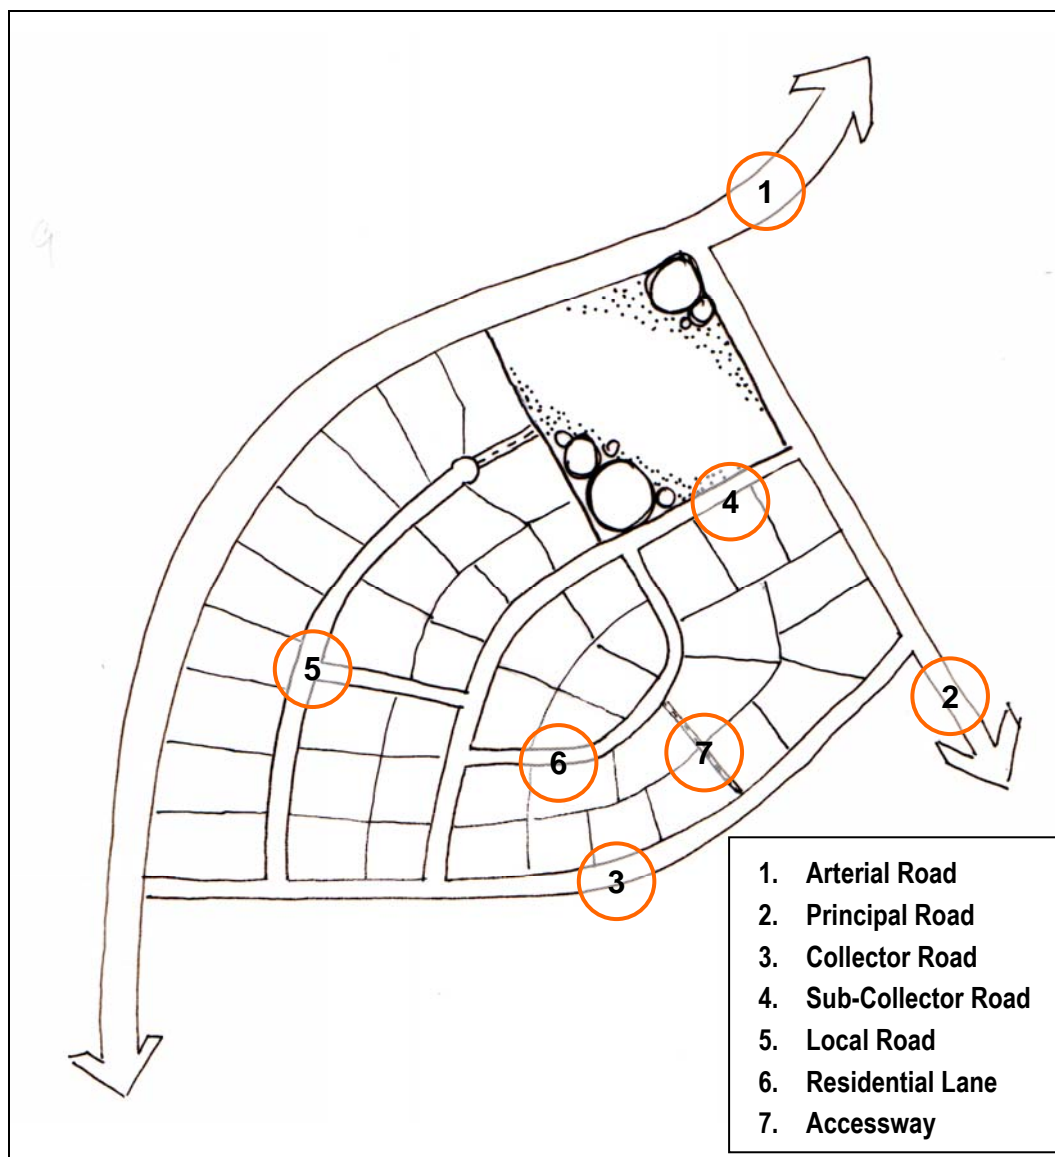 1
4
5
2
6
7
3
1. Arterial Road
2. Principal Road
3. Collector Road
4. Sub-Collector Road
5. Local Road
6. Residential Lane
7. Accessway